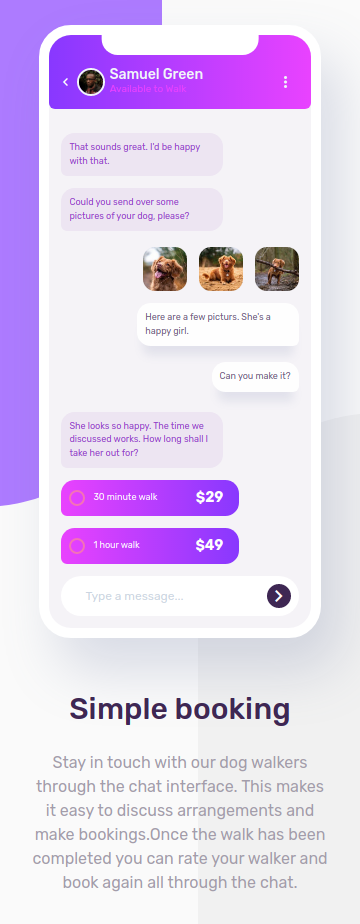 Samuel Green
Available to Walk
That sounds great. I'd be happy
with that.
Could you send over some
pictures of your dog, please?
Here are a few picturs. She's a
happy girl.
Can you make it?
She looks so happy. The time we
discussed works. How long shall I
take her out for?
30 minute walk $29
1 hour walk $49
Type a message...
Simple booking
Stay in touch with our dog walkers
through the chat interface. This makes
it easy to discuss arrangements and
make bookings.Once the walk has been
completed you can rate your walker and
book again all through the chat.